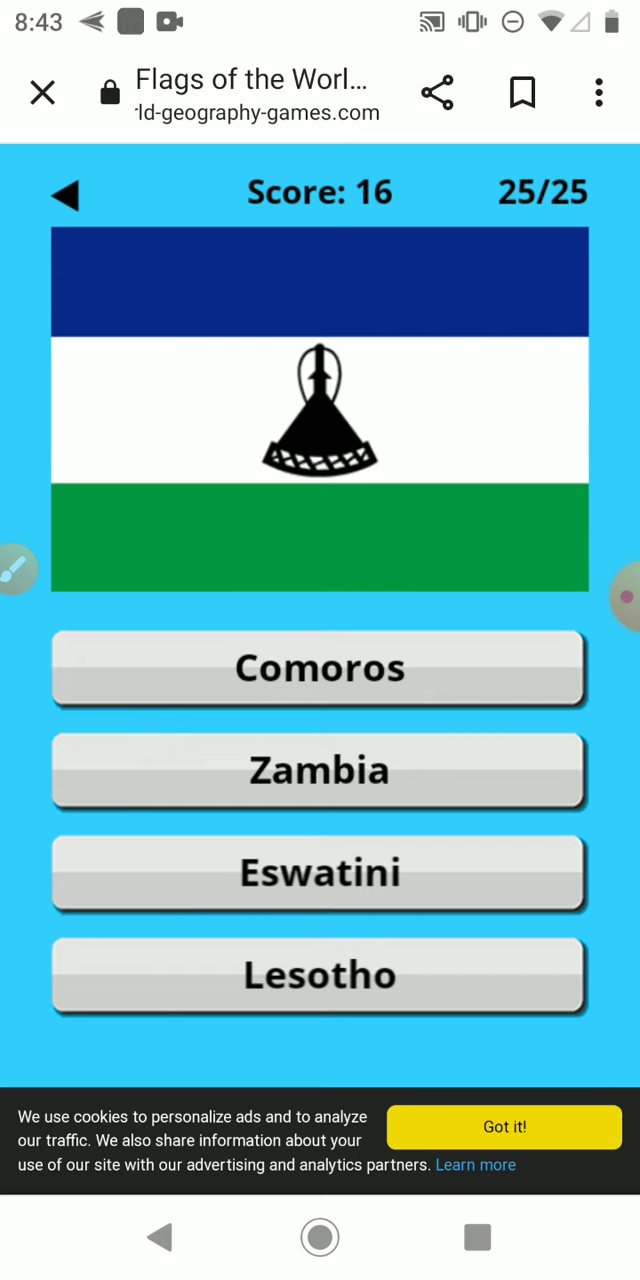 8:43
Flags of the Worl...
rld-geography-games.com
Score: 16
25/25
Comoros
Zambia
Eswatini
Lesotho
We use cookies to personalize ads and to analyze
our traffic. We also share information about your
use of our site with our advertising and analytics partners. Learn more
Got it!